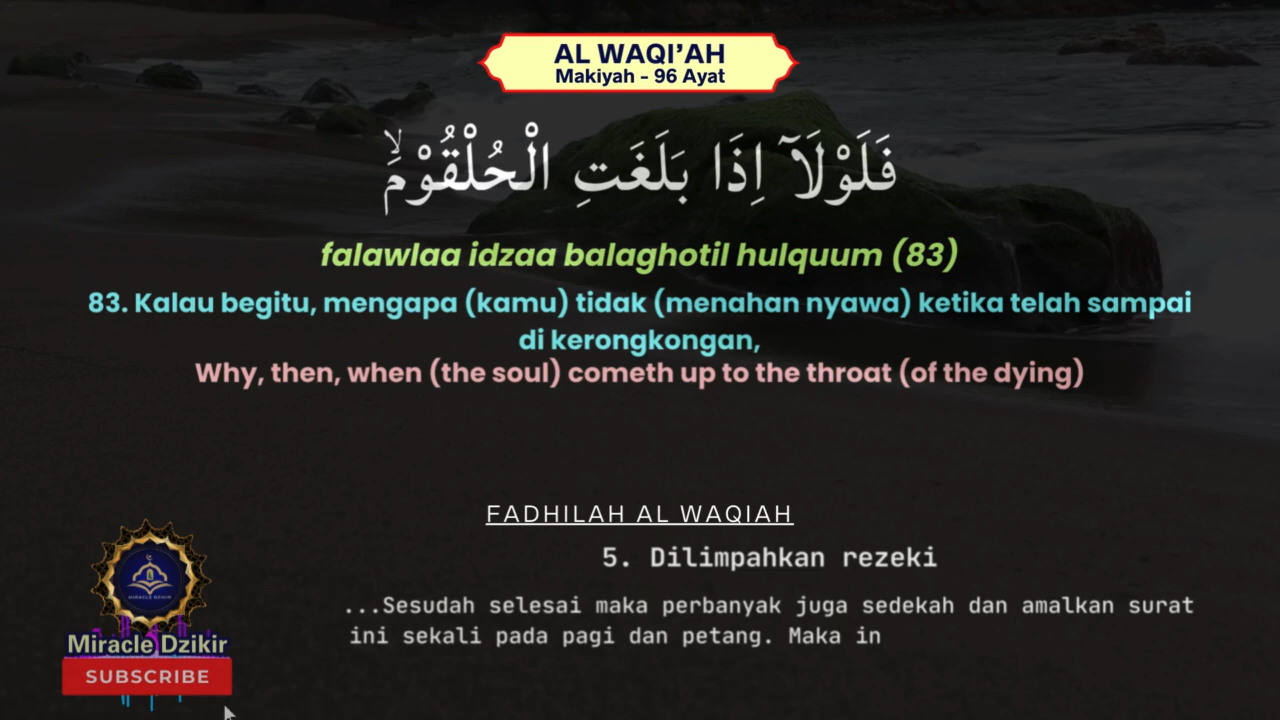 AL WAQI’AH
Makiyah - 96 Ayat
فَلَوْلَآ اِذَا بَلَغَتِ الْحُلْقُوْمَۙ
falawlaa idzaa balaghotil hulquum (83)
83. Kalau begitu, mengapa (kamu) tidak (menahan nyawa) ketika telah sampai
di kerongkongan,
Why, then, when (the soul) cometh up to the throat (of the dying)
FADHILAH AL WAQIAH
5. Dilimpahkan rezeki
...Sesudah selesai maka perbanyak juga sedekah dan amalkan surat
ini sekali pada pagi dan petang. Maka in
MIRACLE DZIKIR
Miracle Dzikir
SUBSCRIBE